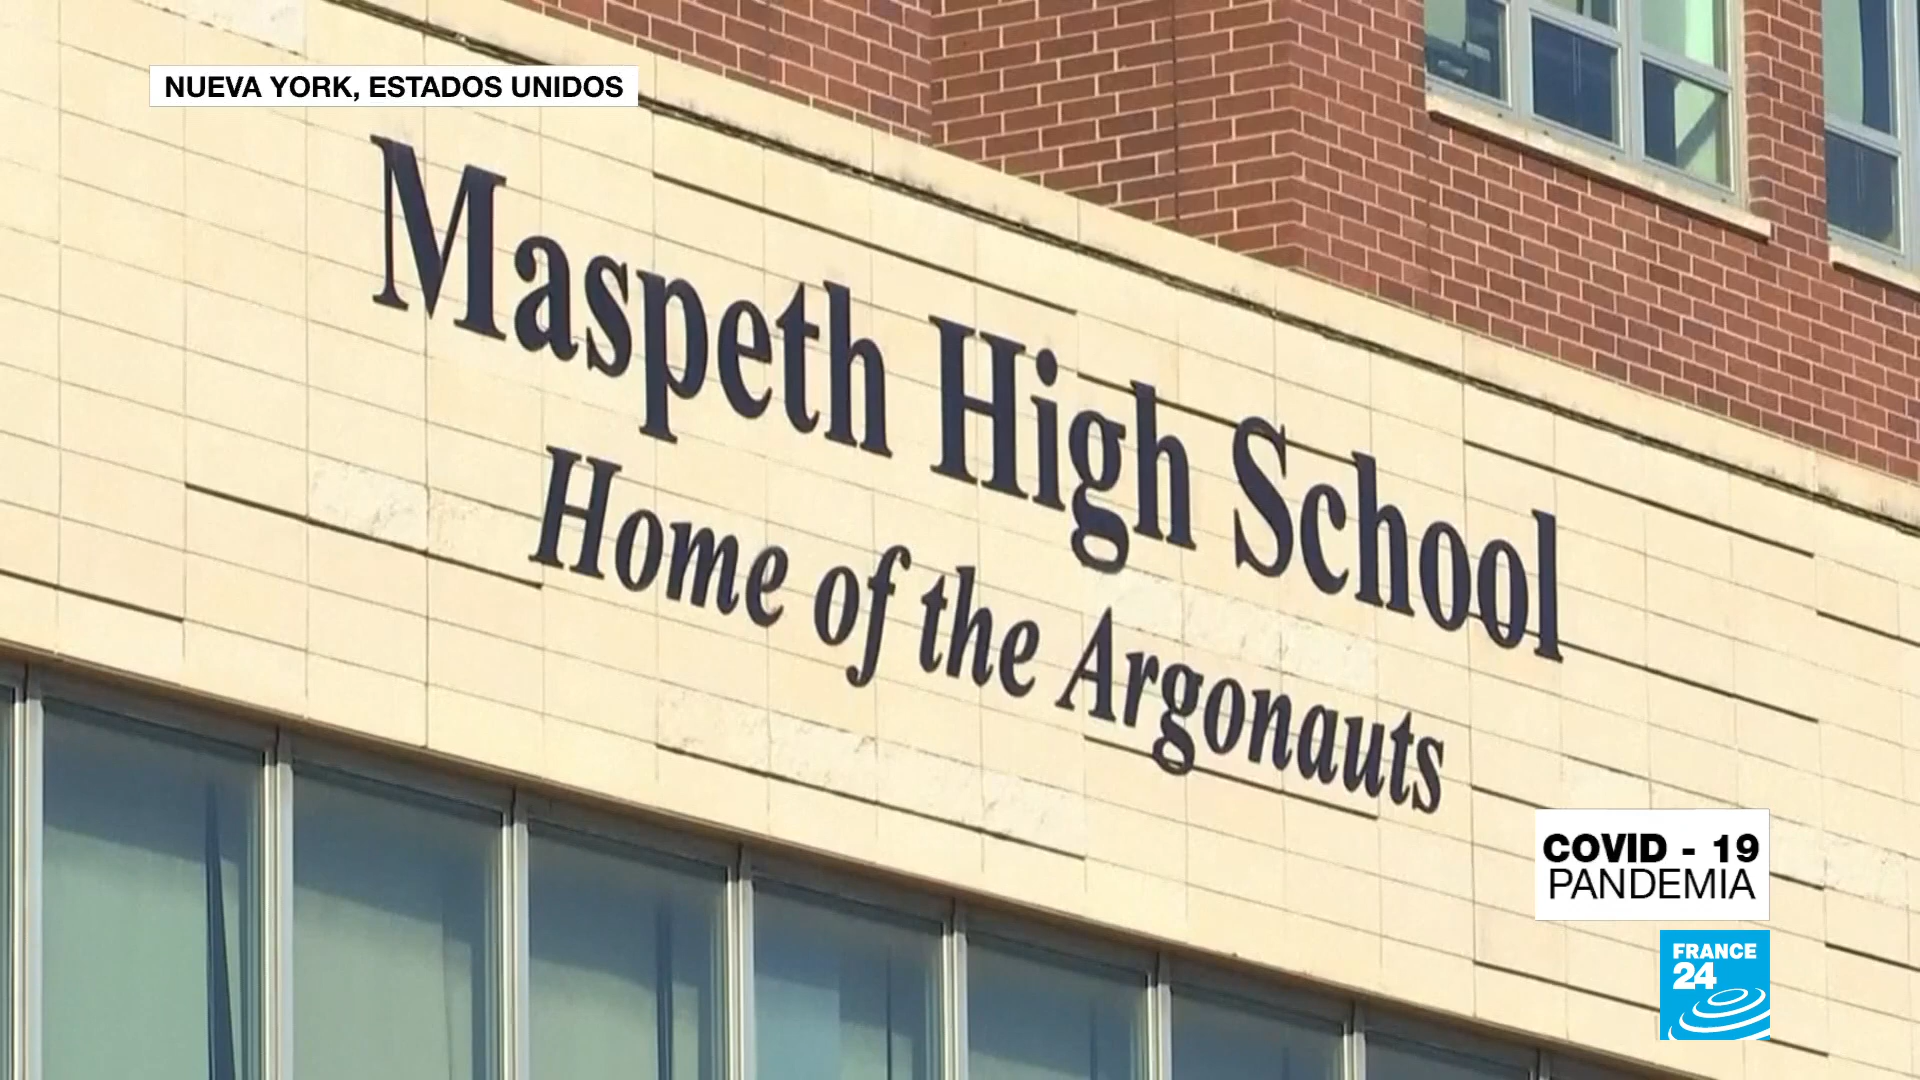 NUEVA YORK, ESTADOS UNIDOS
Maspeth High School
Home of the Argonauts
COVID - 19
PANDEMIA
FRANCE
24